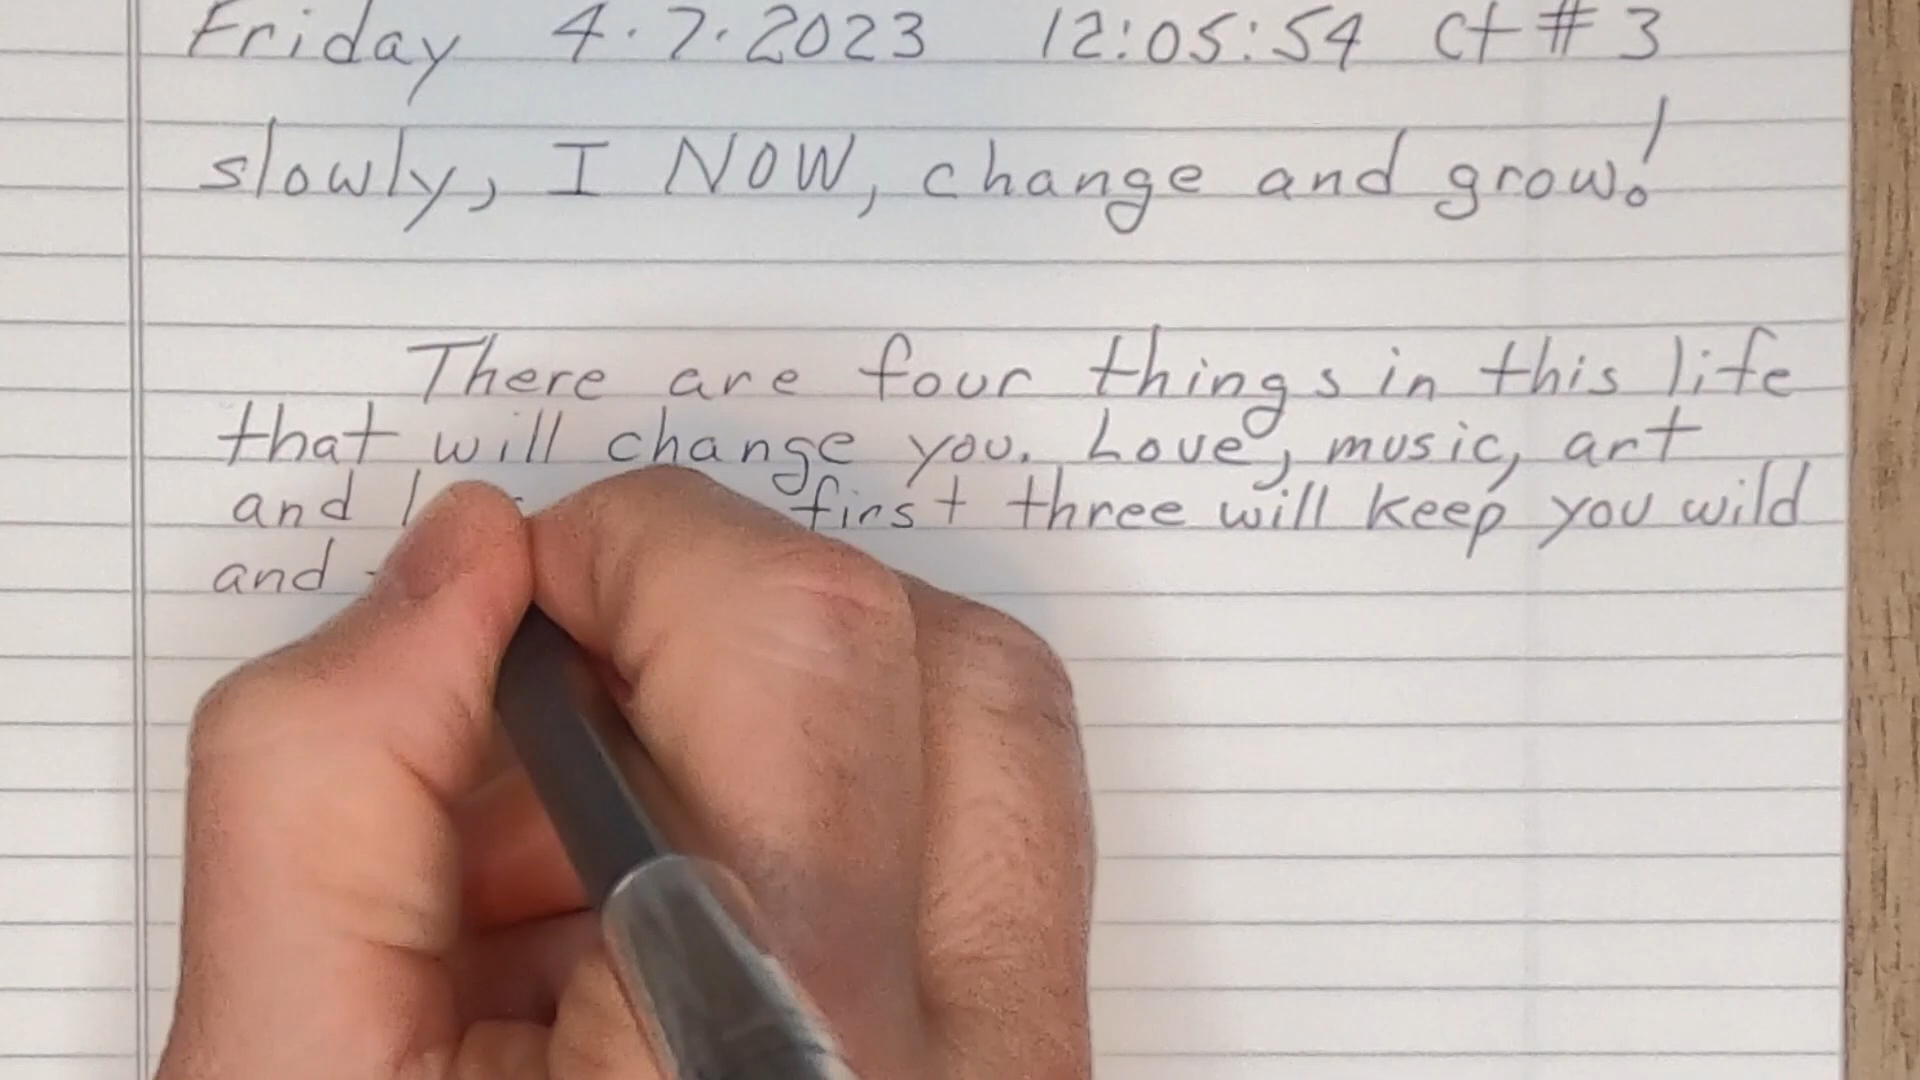 Friday 4.7.2023 12:05:54 ct # 3
slowly, I NOW, change and grow!
There are four things in this life
that will change you. Love, music, art
and first three will keep you wild
and